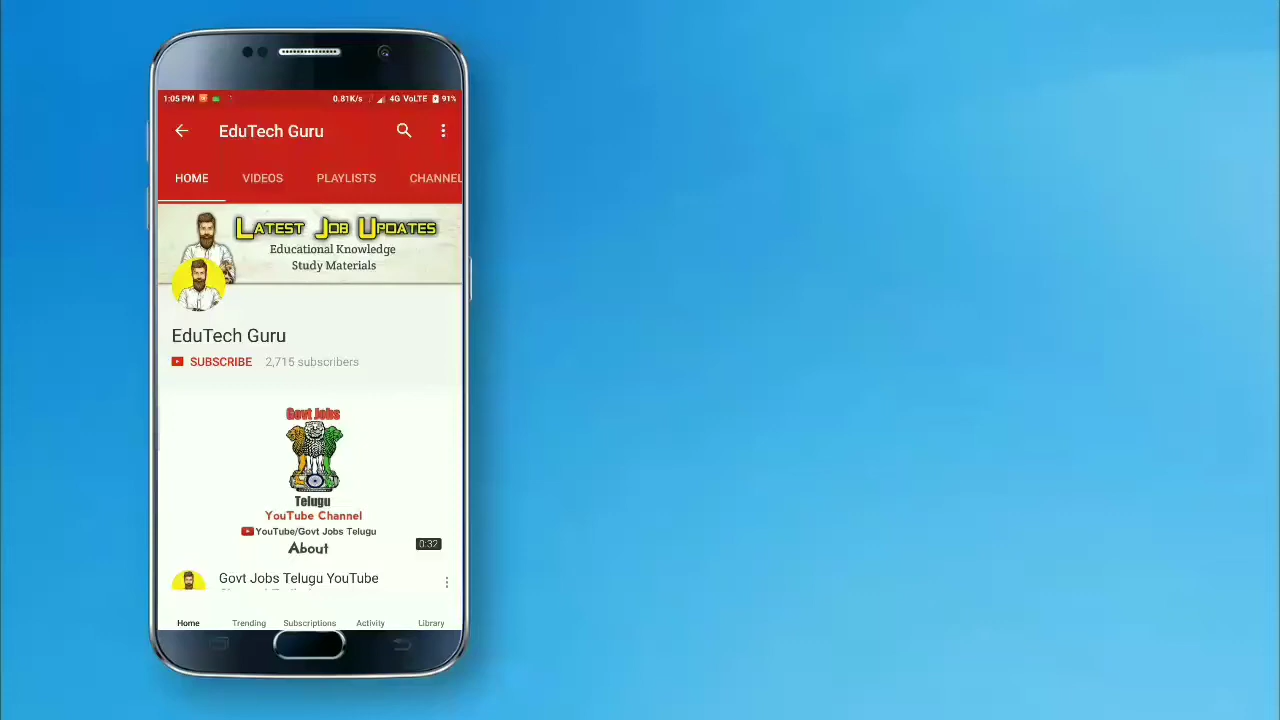 1:05 PM 0.81K/s 4G VoLTE 91%
EduTech Guru
HOME VIDEOS PLAYLISTS CHANNEL
Latest Job Updates
Educational Knowledge
Study Materials
EduTech Guru
SUBSCRIBE 2,715 subscribers
Govt Jobs
Telugu
YouTube Channel
YouTube/Govt Jobs Telugu
About
0:32
Govt Jobs Telugu YouTube
Home Trending Subscriptions Activity Library